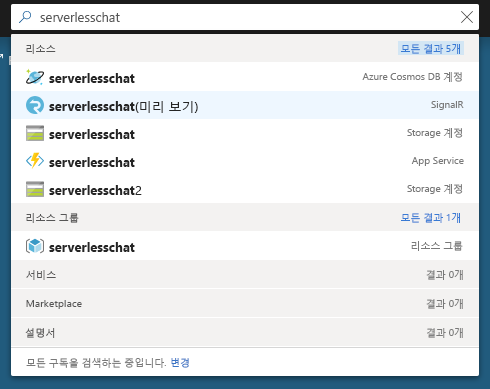 serverlesschat
리소스 모든 결과 5개
serverlesschat Azure Cosmos DB 계정
serverlesschat(미리 보기) SignalR
serverlesschat Storage 계정
serverlesschat App Service
serverlesschat2 Storage 계정
리소스 그룹 모든 결과 1개
serverlesschat 리소스 그룹
서비스 결과 0개
Marketplace 결과 0개
설명서 결과 0개
모든 구독을 검색하는 중입니다. 변경